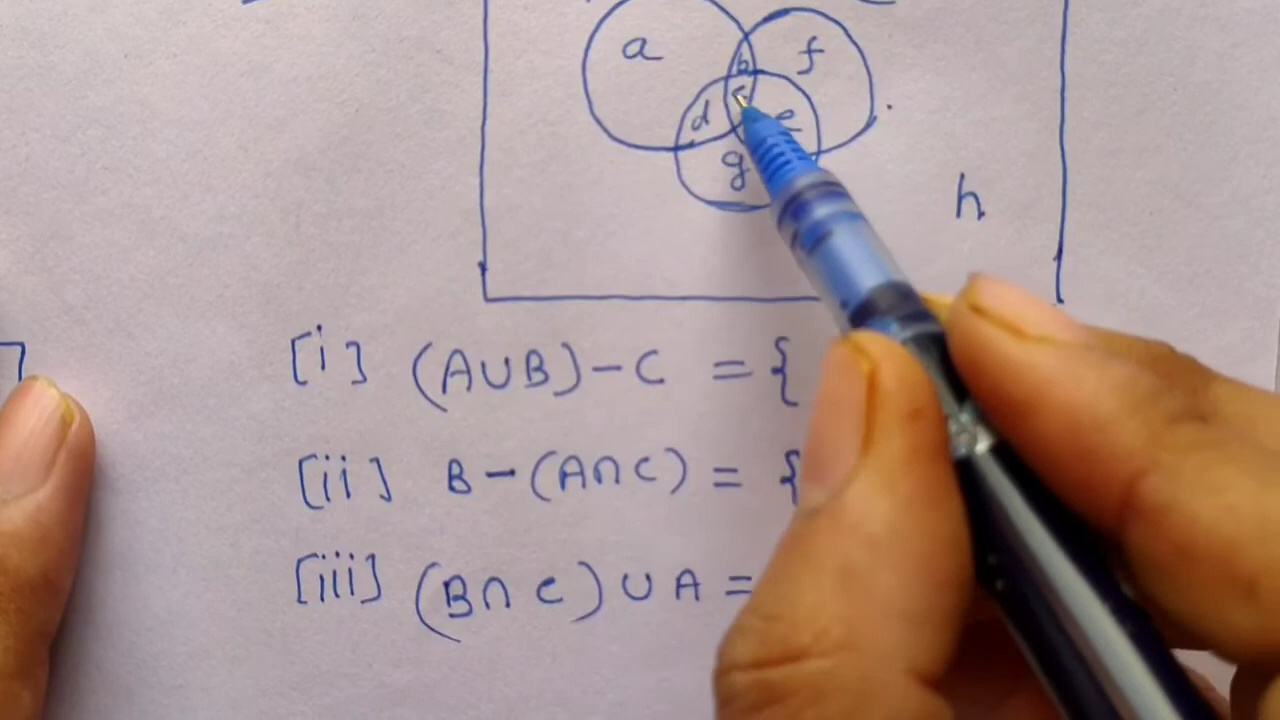 a
b
f
c
d
e
g
h
[i] (A∪B)-C = {
[ii] B-(A∩C) = {
[iii] (B∩C)∪A =